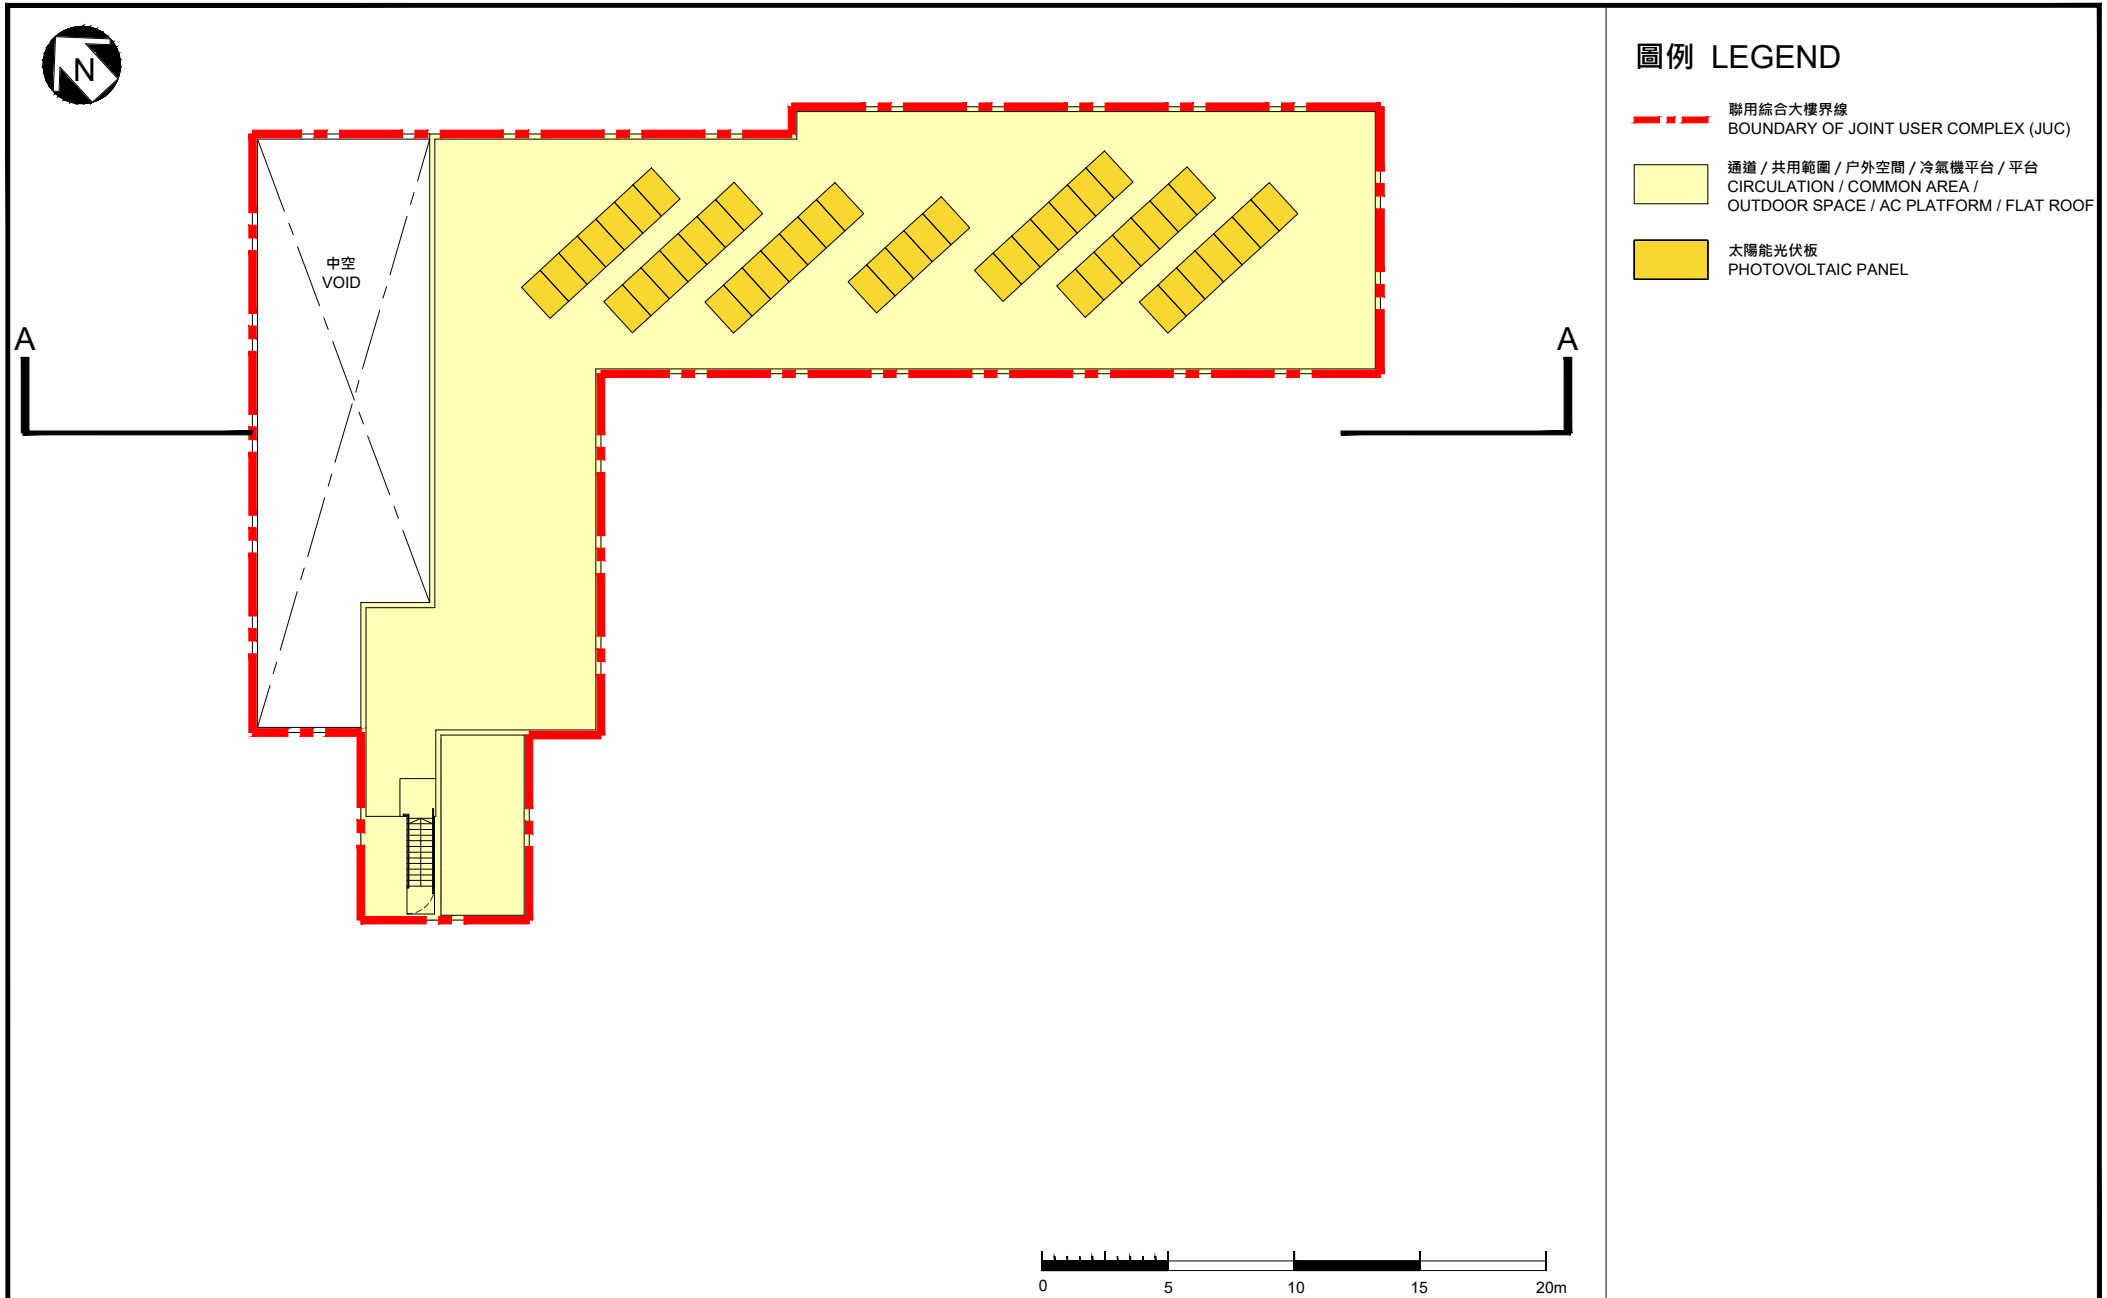 N
圖例 LEGEND
聯用綜合大樓界線
BOUNDARY OF JOINT USER COMPLEX (JUC)
通道 / 共用範圍 / 户外空間 / 冷氣機平台 / 平台
CIRCULATION / COMMON AREA /
OUTDOOR SPACE / AC PLATFORM / FLAT ROOF
太陽能光伏板
PHOTOVOLTAIC PANEL
中空
VOID
A
A
0 5 10 15 20m